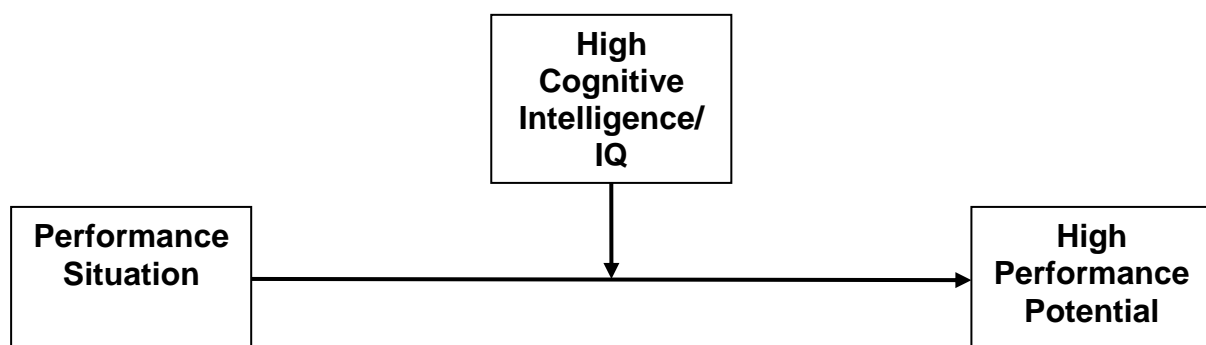 High
Cognitive
Intelligence/
IQ
Performance
Situation
High
Performance
Potential